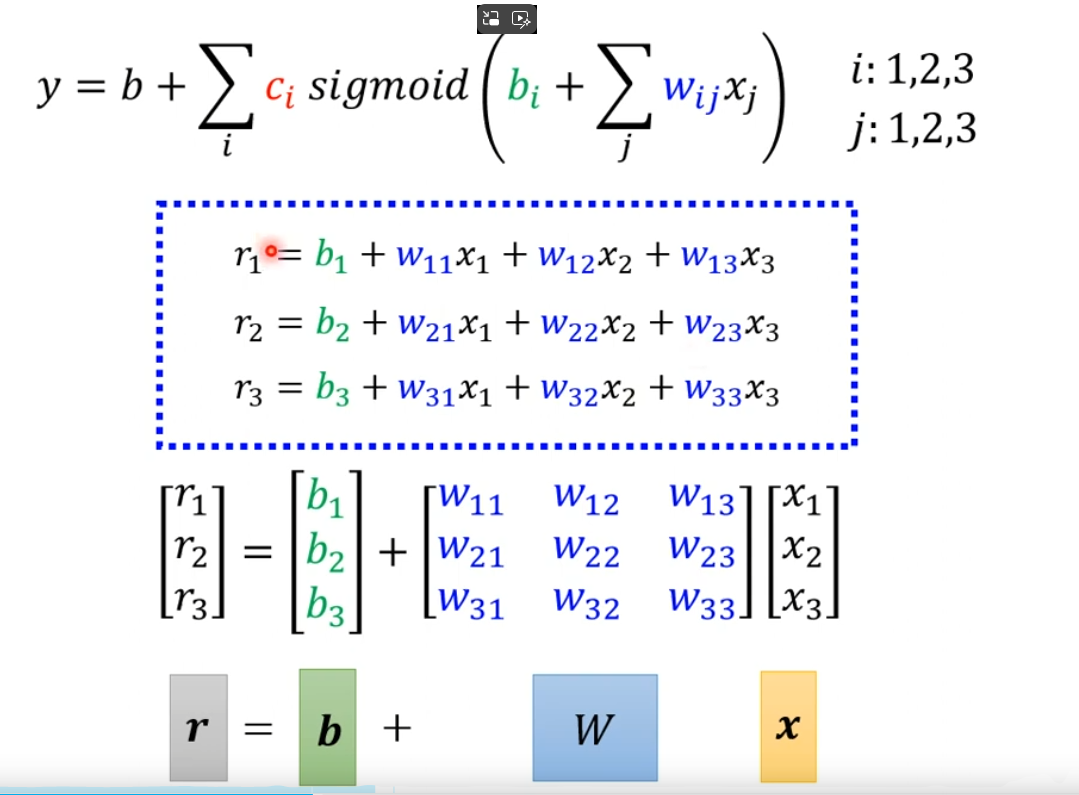 y = b + ∑_i c_i sigmoid ( b_i + ∑_j w_ij x_j )
i: 1,2,3
j: 1,2,3
r_1 = b_1 + w_11 x_1 + w_12 x_2 + w_13 x_3
r_2 = b_2 + w_21 x_1 + w_22 x_2 + w_23 x_3
r_3 = b_3 + w_31 x_1 + w_32 x_2 + w_33 x_3
[r_1] = [b_1] + [w_11 w_12 w_13] [x_1]
[r_2] = [b_2] + [w_21 w_22 w_23] [x_2]
[r_3] = [b_3] + [w_31 w_32 w_33] [x_3]
r = b + W x